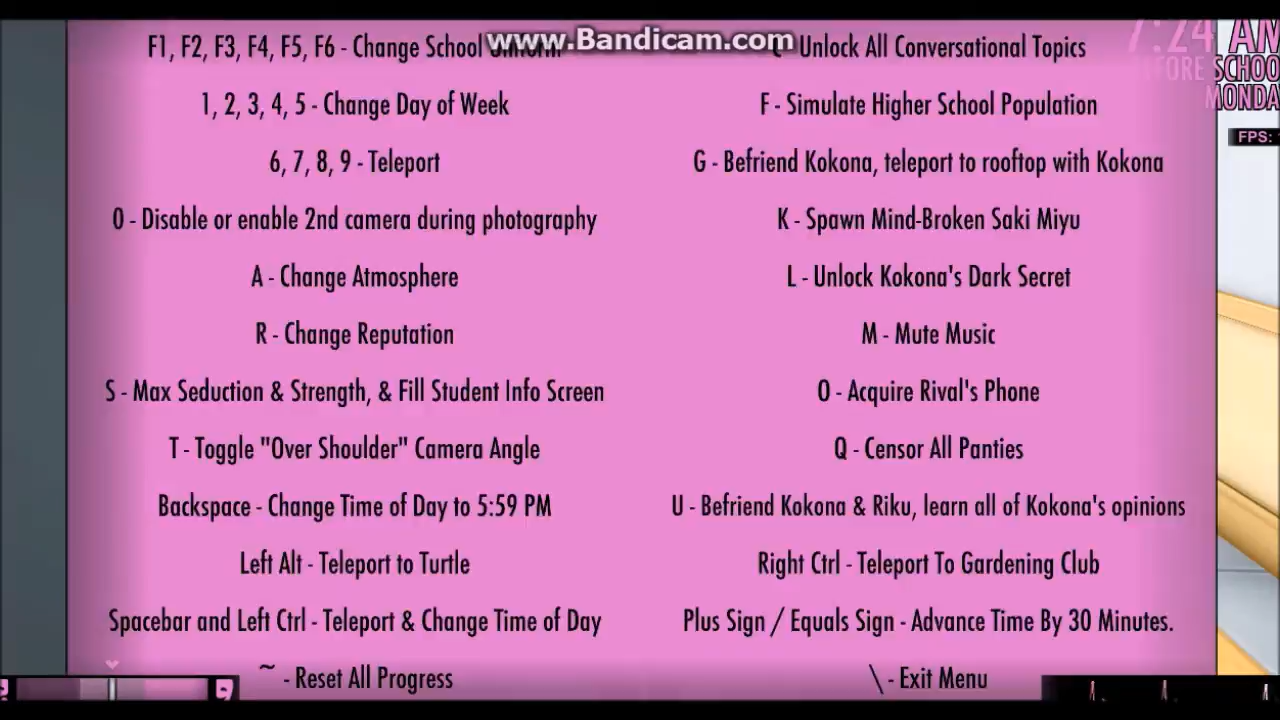 www.Bandicam.com
F1, F2, F3, F4, F5, F6 - Change School
1, 2, 3, 4, 5 - Change Day of Week
6, 7, 8, 9 - Teleport
0 - Disable or enable 2nd camera during photography
A - Change Atmosphere
R - Change Reputation
S - Max Seduction & Strength, & Fill Student Info Screen
T - Toggle "Over Shoulder" Camera Angle
Backspace - Change Time of Day to 5:59 PM
Left Alt - Teleport to Turtle
Spacebar and Left Ctrl - Teleport & Change Time of Day
~ - Reset All Progress
Unlock All Conversational Topics
F - Simulate Higher School Population
G - Befriend Kokona, teleport to rooftop with Kokona
K - Spawn Mind-Broken Saki Miyu
L - Unlock Kokona's Dark Secret
M - Mute Music
O - Acquire Rival's Phone
Q - Censor All Panties
U - Befriend Kokona & Riku, learn all of Kokona's opinions
Right Ctrl - Teleport To Gardening Club
Plus Sign / Equals Sign - Advance Time By 30 Minutes.
\ - Exit Menu
7:24 AM
FORE SCHOO
MONDA
FPS: